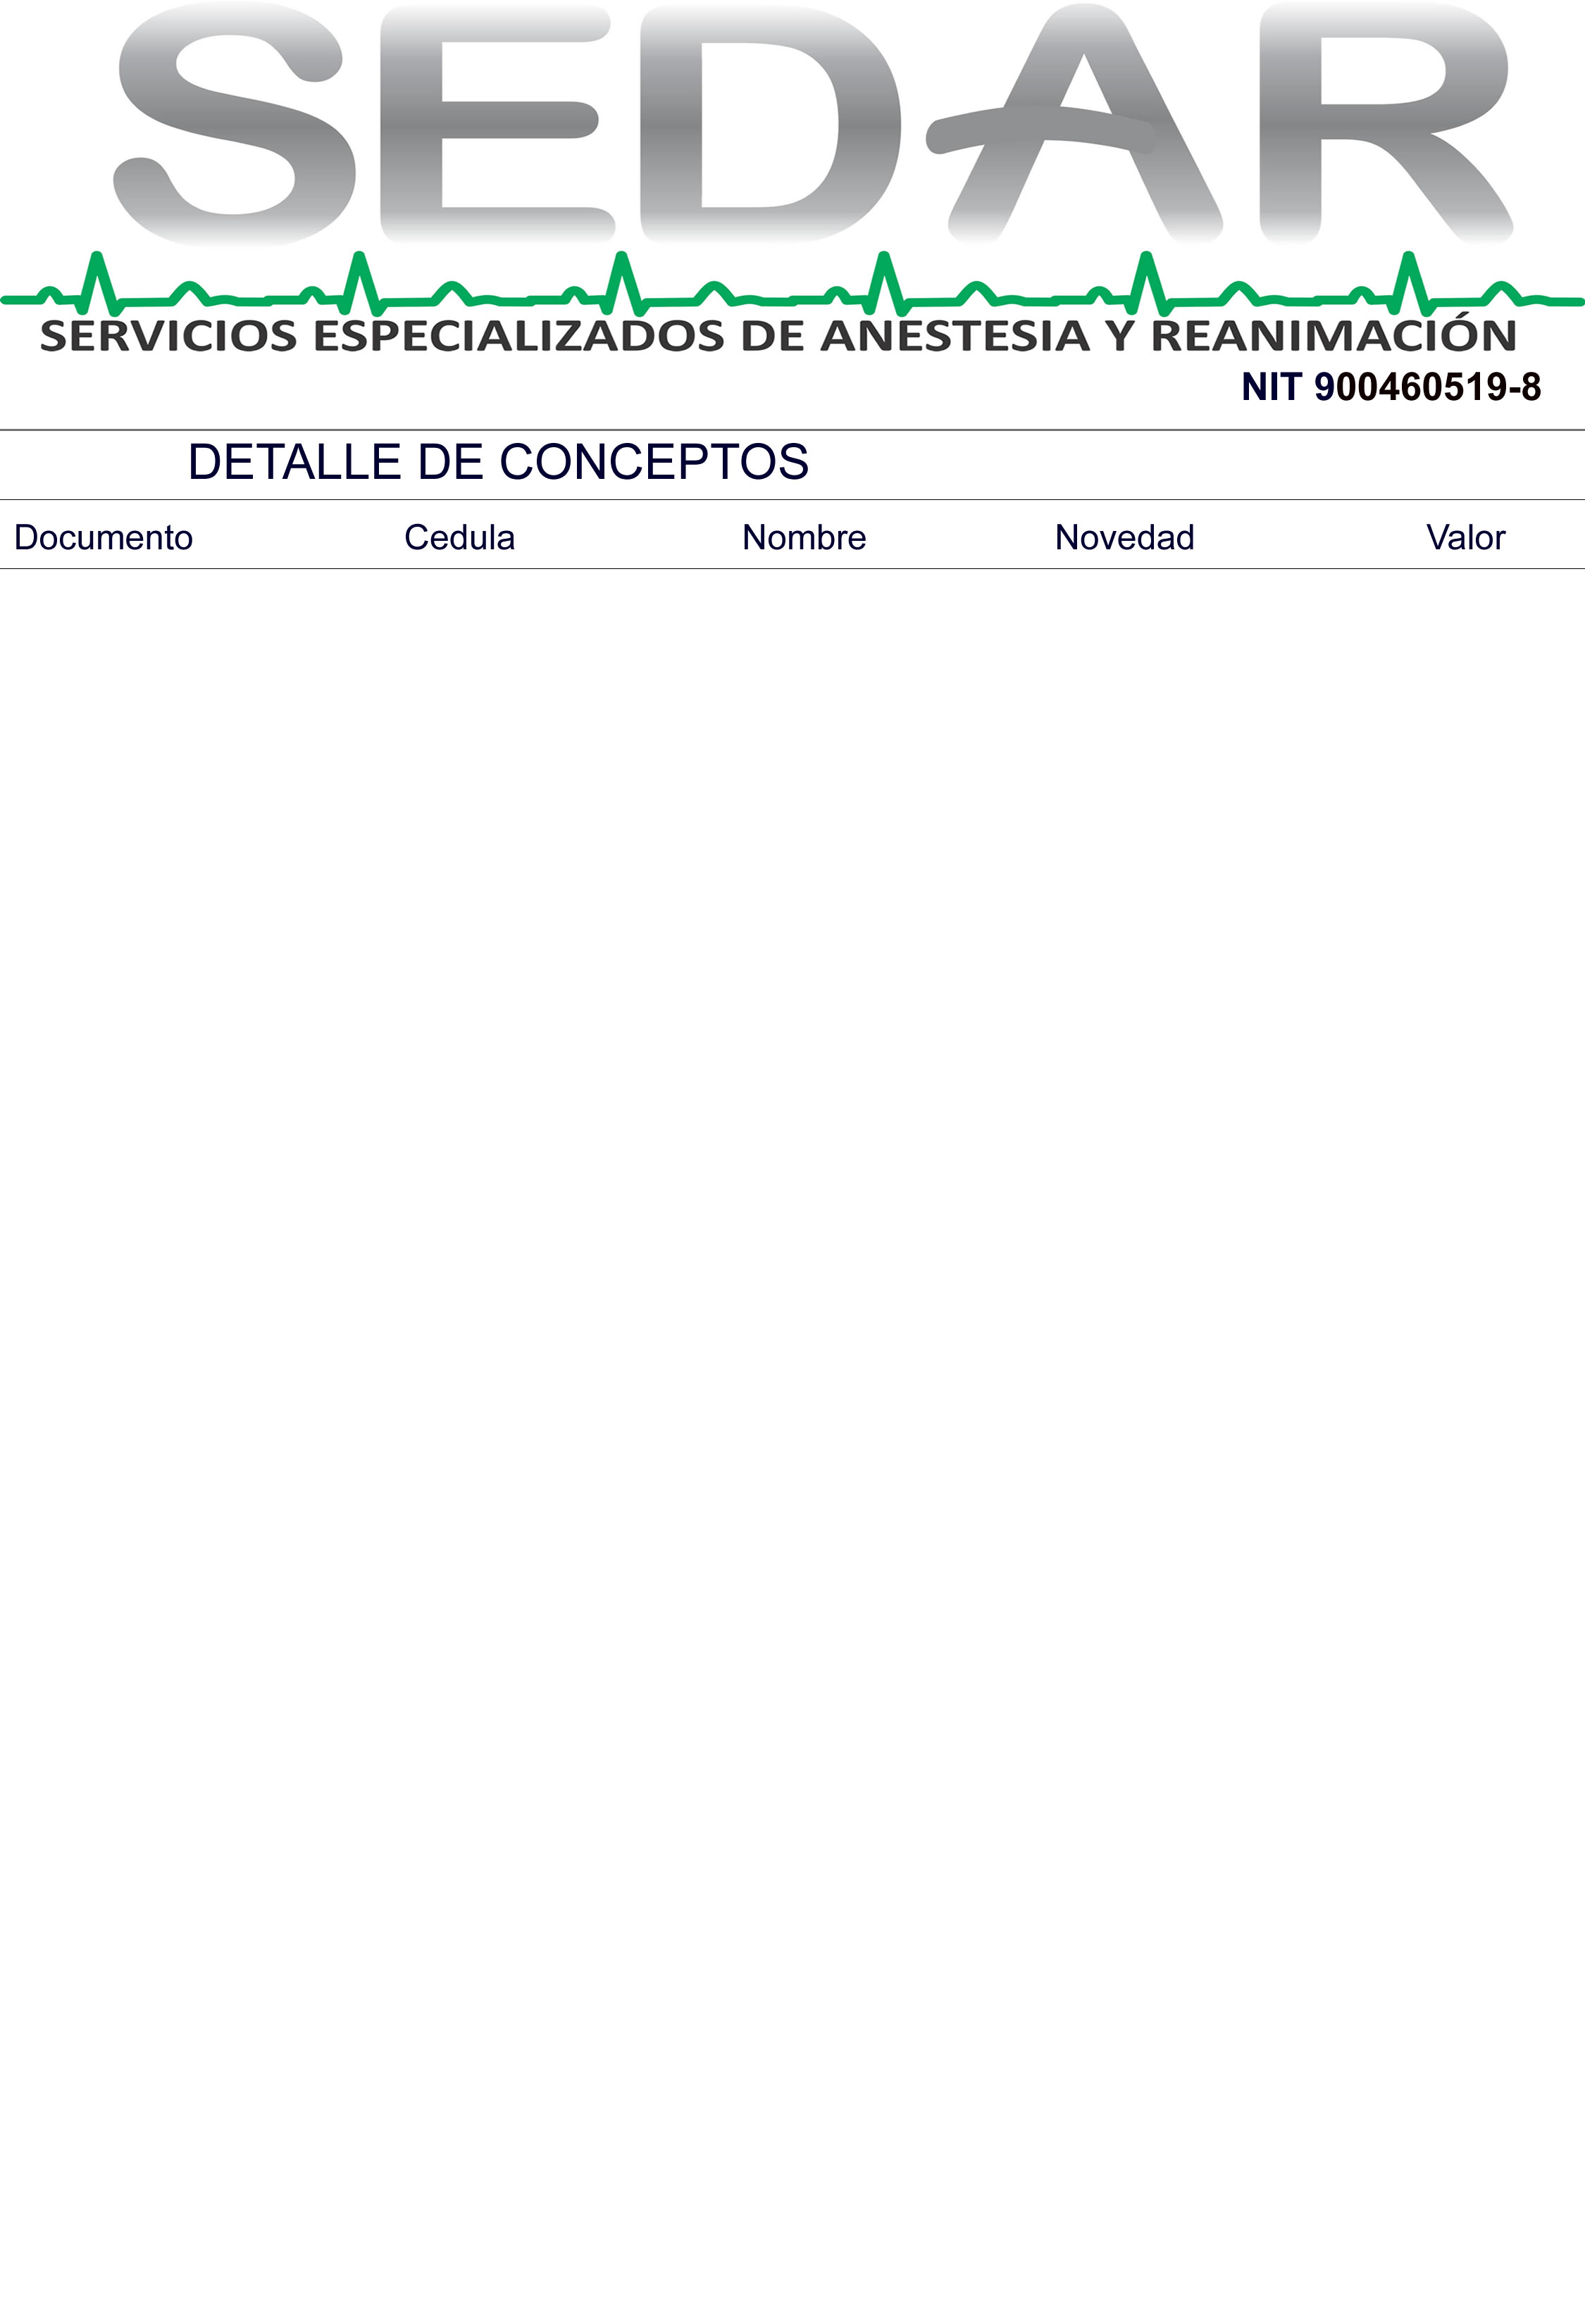 SEDAR
SERVICIOS ESPECIALIZADOS DE ANESTESIA Y REANIMACIÓN
NIT 900460519-8
DETALLE DE CONCEPTOS
Documento Cedula Nombre Novedad Valor